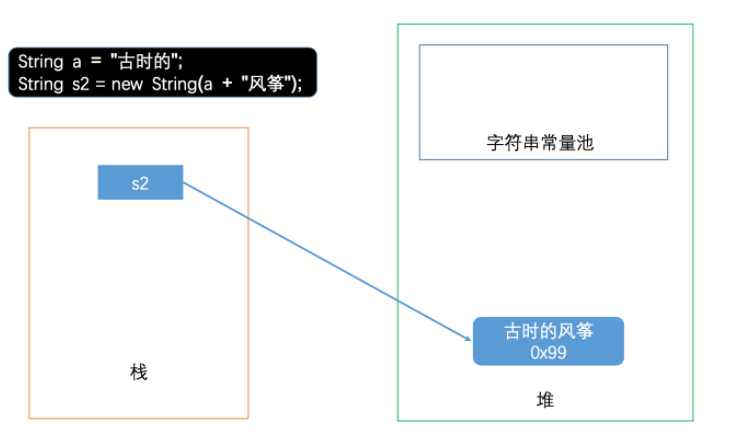 String a = "古时的";
String s2 = new String(a + "风筝");
字符串常量池
s2
古时的风筝
0x99
栈
堆